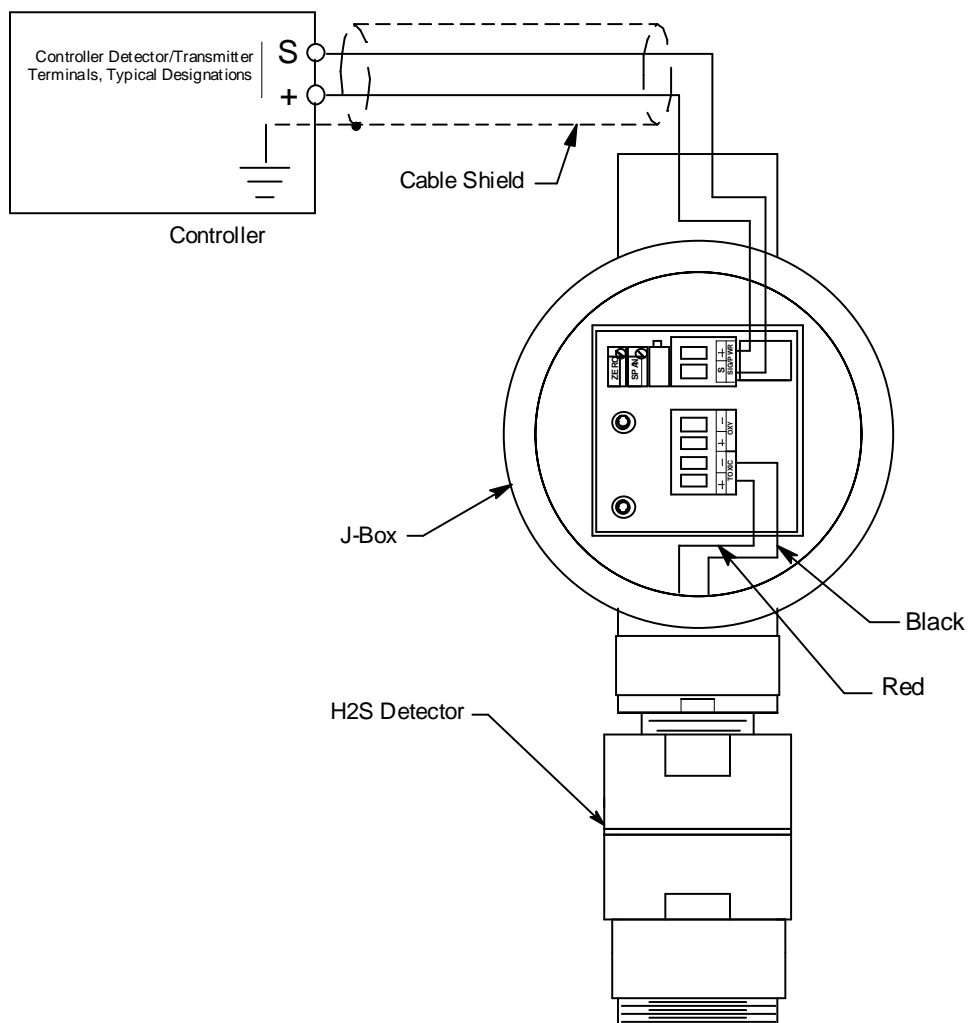 Controller Detector/Transmitter
Terminals, Typical Designations
S
+
Cable Shield
Controller
ZERO
SPAN
+
S
SIG/PWR
-
+
OXY
-
+
TOXIC
J-Box
Black
Red
H2S Detector